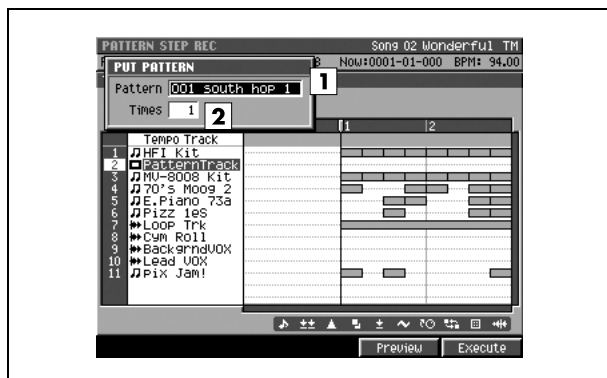 PATTERN STEP REC Song 02 Wonderful TM
Now:0001-01-000 BPM: 94.00
PUT PATTERN
Pattern 001 south hop 1
1
Times 1
2
1 2
Tempo Track
1 HFI Kit
2 PatternTrack
3 MV-8008 Kit
4 70's Moog 2
5 E.Piano 73a
6 Pizz 1eS
7 Loop Trk
8 Cym Roll
9 BackgrndVOX
10 Lead VOX
11 Pix Jam!
Preview Execute